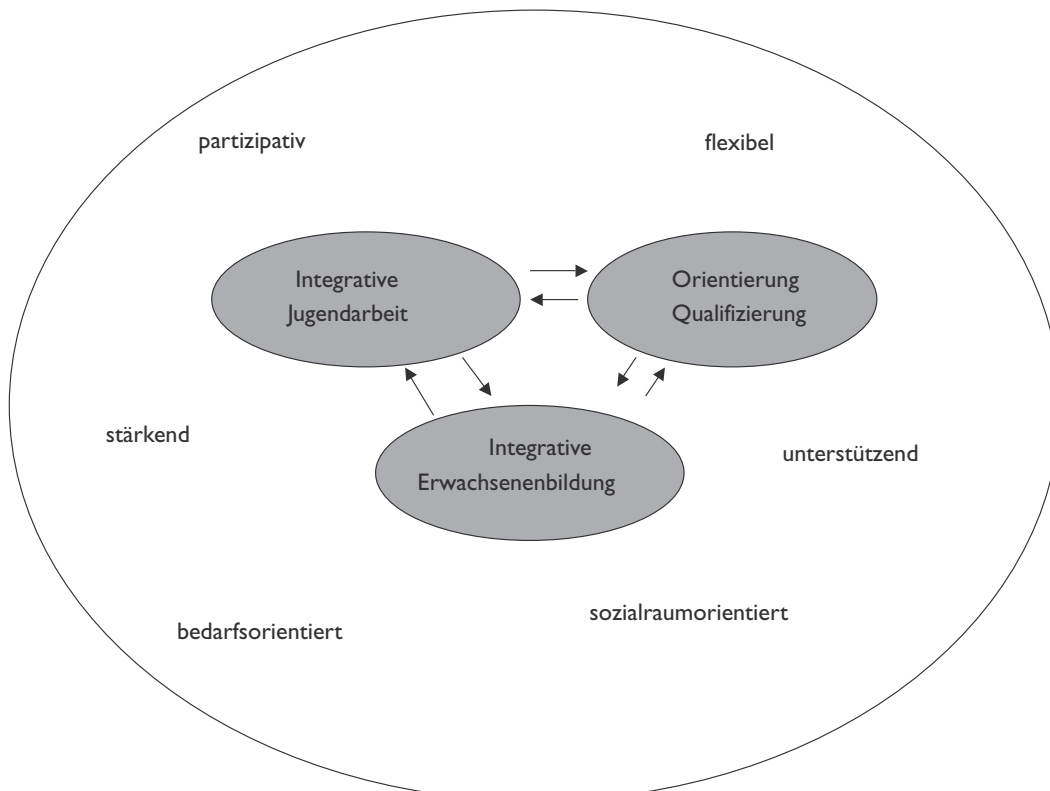 partizipativ
flexibel
Integrative
Jugendarbeit
Orientierung
Qualifizierung
stärkend
Integrative
Erwachsenenbildung
unterstützend
bedarfsorientiert
sozialraumorientiert